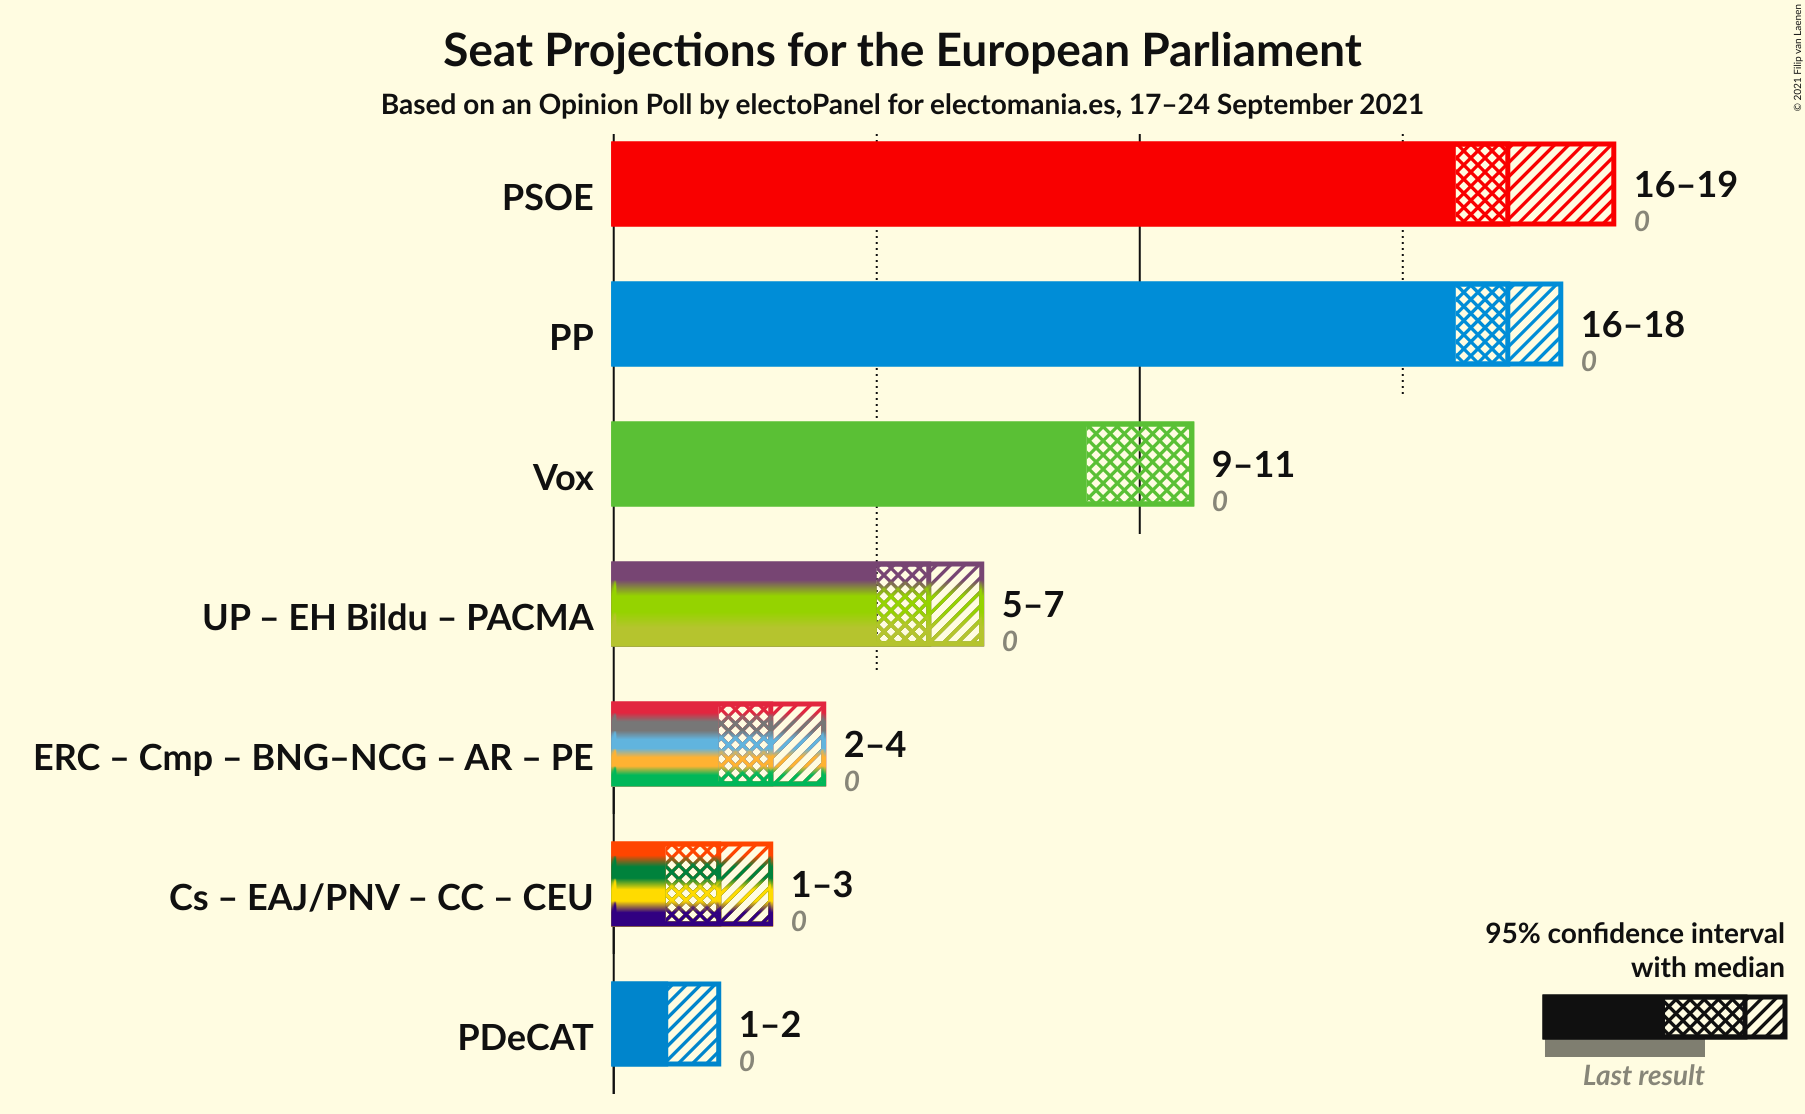 Seat Projections for the European Parliament
Based on an Opinion Poll by electoPanel for electomania.es, 17–24 September 2021
© 2021 Filip van Laenen
PSOE
16–19
0
PP
16–18
0
Vox
9–11
0
UP – EH Bildu – PACMA
5–7
0
ERC – Cmp – BNG–NCG – AR – PE
2–4
0
Cs – EAJ/PNV – CC – CEU
1–3
0
PDeCAT
1–2
0
95% confidence interval
with median
Last result